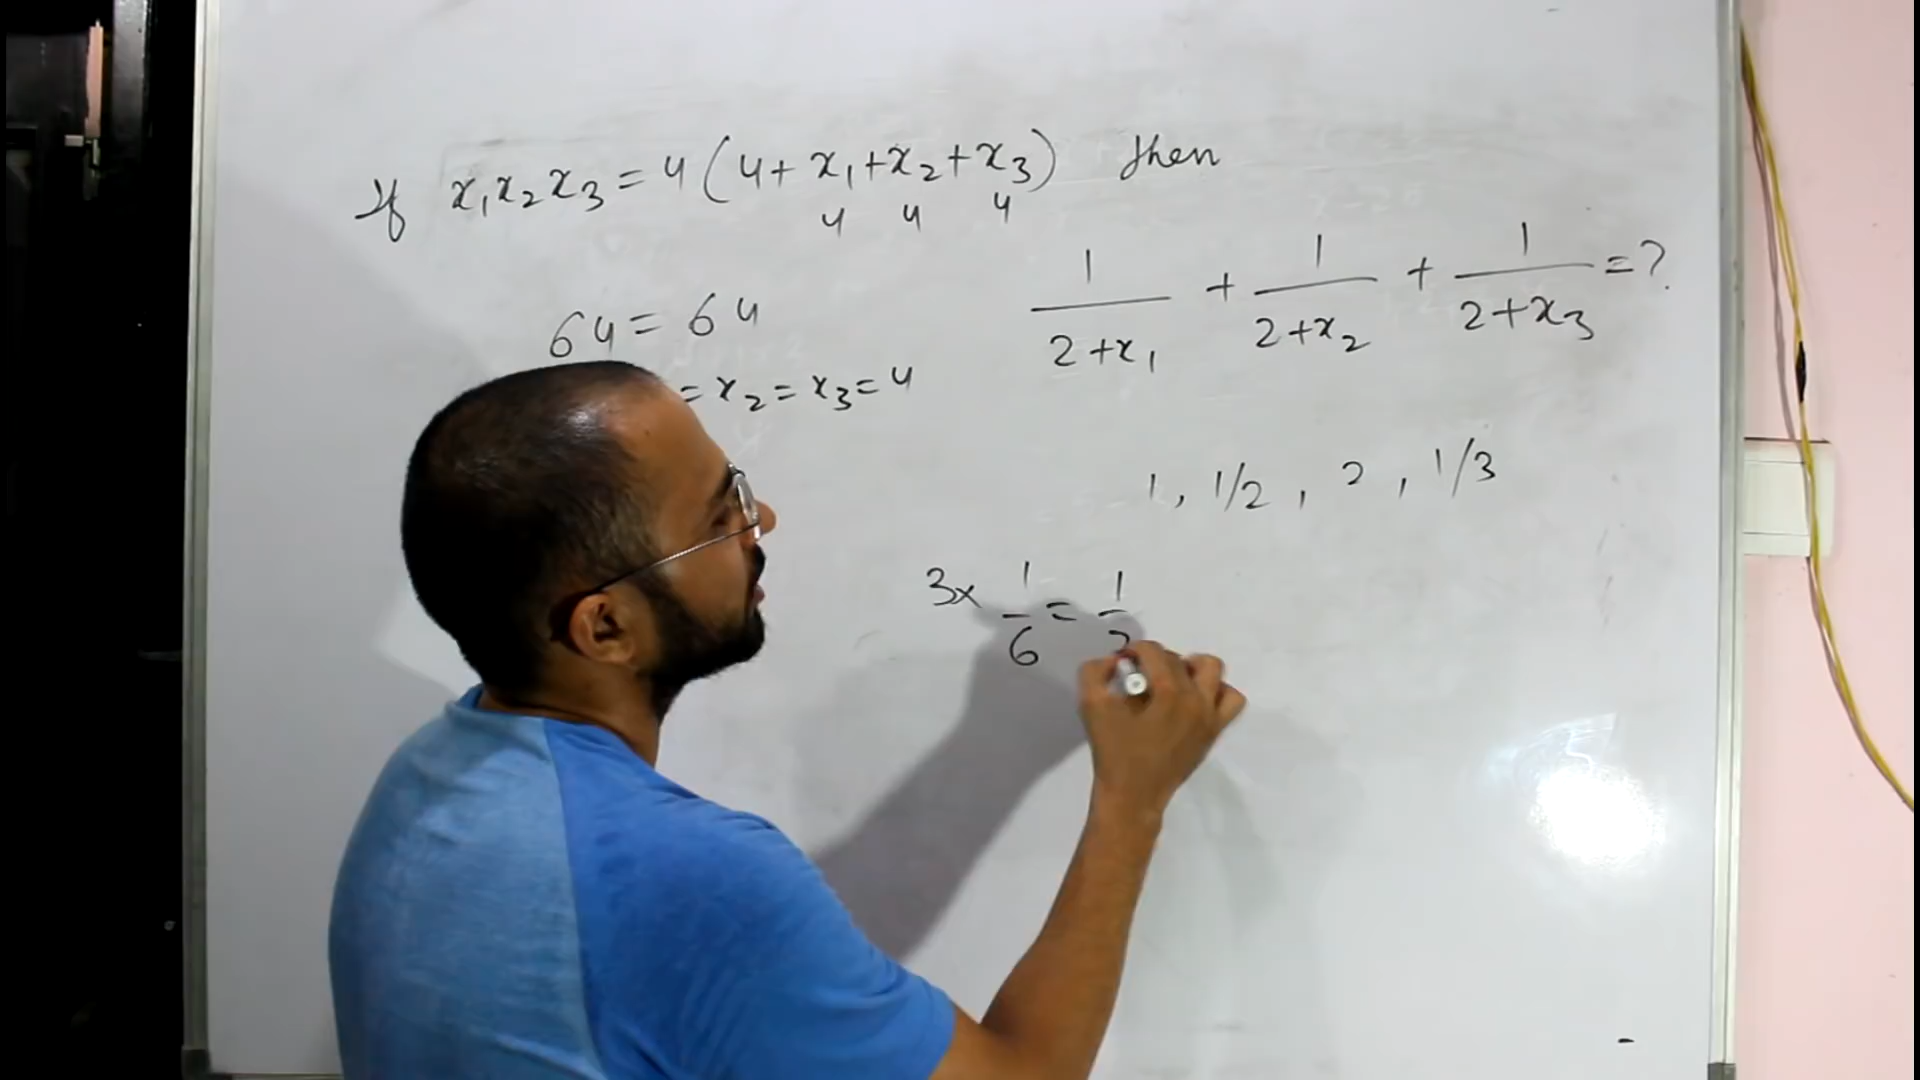 If x₁x₂x₃ = 4(4 + x₁ + x₂ + x₃) then
4 4 4
1/(2+x₁) + 1/(2+x₂) + 1/(2+x₃) = ?
64 = 64
= x₂ = x₃ = 4
1, 1/2, 2, 1/3
3x 1/6 = 1/